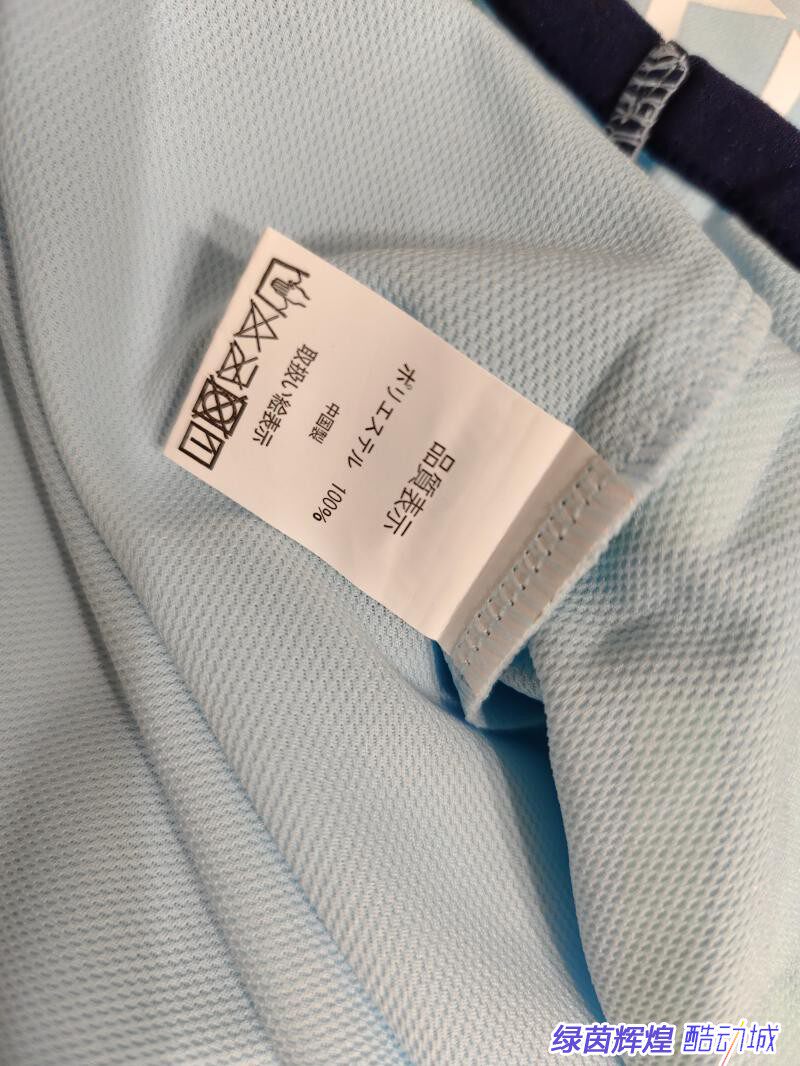 品質表示
ポリエステル 100%
中国製
取扱い絵表示
绿茵辉煌 酷动城